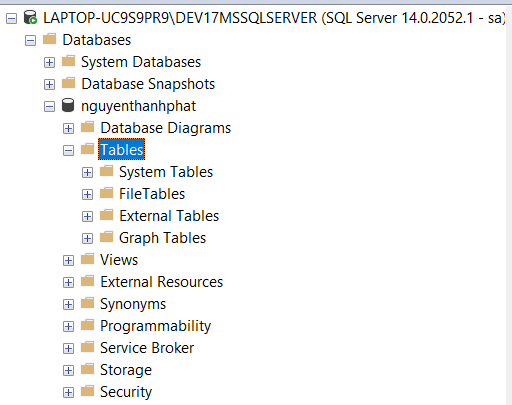 LAPTOP-UC9S9PR9\DEV17MSSQLSERVER (SQL Server 14.0.2052.1 - sa)
Databases
System Databases
Database Snapshots
nguyenthanhphat
Database Diagrams
Tables
System Tables
FileTables
External Tables
Graph Tables
Views
External Resources
Synonyms
Programmability
Service Broker
Storage
Security